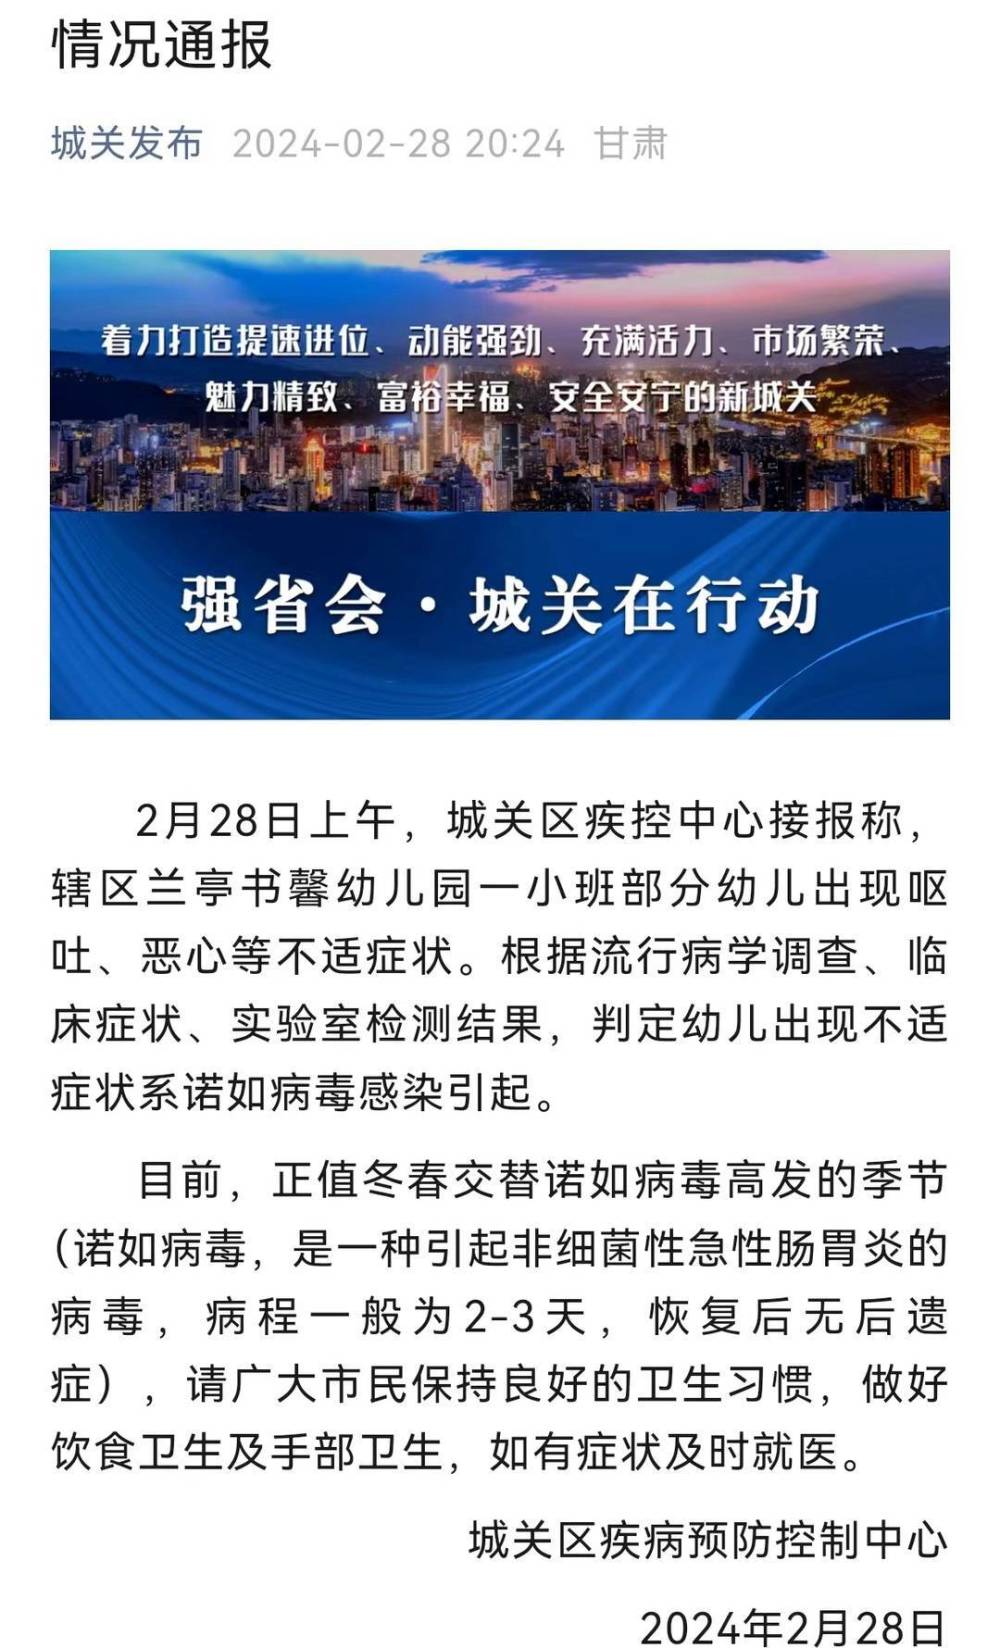 情况通报
城关发布 2024-02-28 20:24 甘肃
着力打造提速进位、动能强劲、充满活力、市场繁荣、
魅力精致、富裕幸福、安全安宁的新城关
强省会·城关在行动
2月28日上午，城关区疾控中心接报称，
辖区兰亭书馨幼儿园一小班部分幼儿出现呕
吐、恶心等不适症状。根据流行病学调查、临
床症状、实验室检测结果，判定幼儿出现不适
症状系诺如病毒感染引起。
目前，正值冬春交替诺如病毒高发的季节
（诺如病毒，是一种引起非细菌性急性肠胃炎的
病毒，病程一般为2-3天，恢复后无后遗
症），请广大市民保持良好的卫生习惯，做好
饮食卫生及手部卫生，如有症状及时就医。
城关区疾病预防控制中心
2024年2月28日